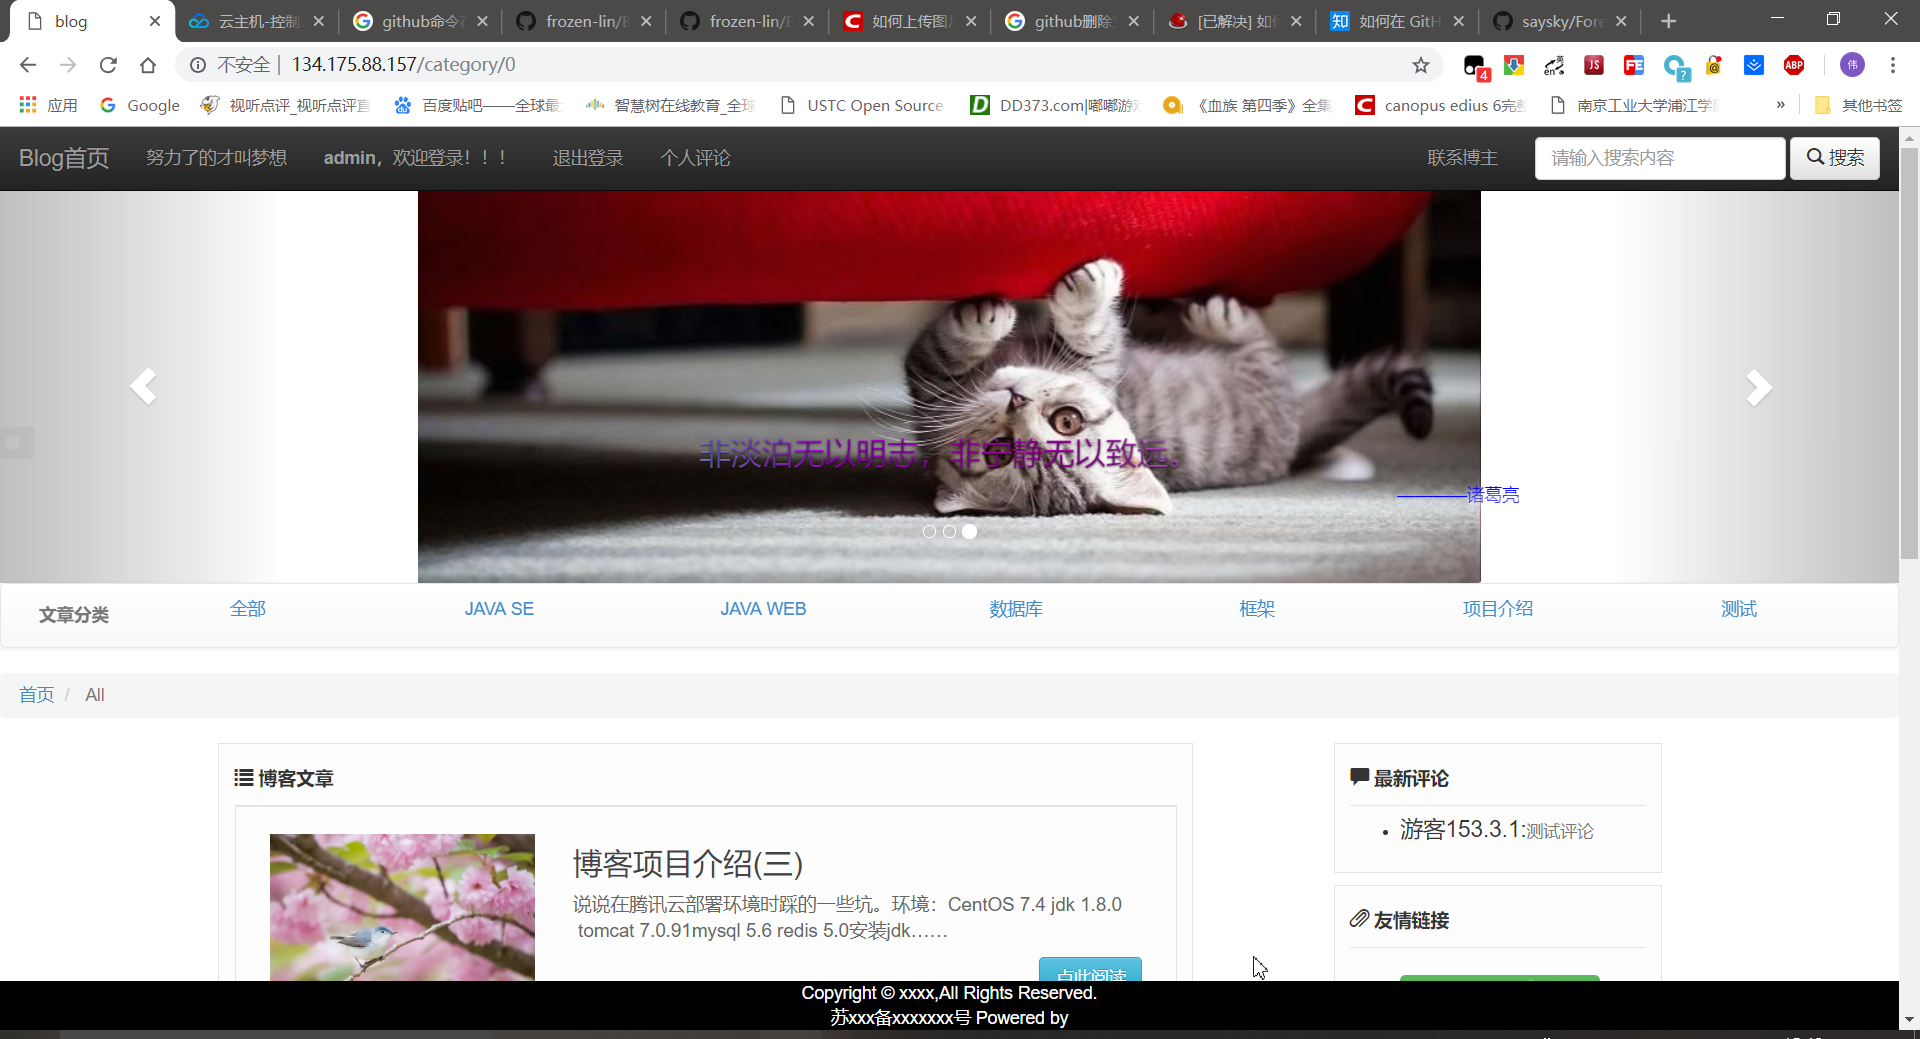 blog
云主机-控制
github命令
frozen-lin/
frozen-lin/
如何上传图
github删除
[已解决] 如
如何在 GitH
saysky/Fore
不安全 | 134.175.88.157/category/0
应用
Google
视听点评_视听点评直
百度贴吧——全球最
智慧树在线教育_全球
USTC Open Source
DD373.com|嘟嘟游
《血族 第四季》全集
canopus edius 6完
南京工业大学浦江学
»
其他书签
Blog首页
努力了的才叫梦想
admin，欢迎登录！！！
退出登录
个人评论
联系博主
请输入搜索内容
搜索
非淡泊无以明志，非宁静无以致远。
————诸葛亮
文章分类
全部
JAVA SE
JAVA WEB
数据库
框架
项目介绍
测试
首页 / All
博客文章
博客项目介绍(三)
说说在腾讯云部署环境时踩的一些坑。环境：CentOS 7.4 jdk 1.8.0
tomcat 7.0.91mysql 5.6 redis 5.0安装jdk……
点此阅读
最新评论
游客153.3.1:测试评论
友情链接
Copyright © xxxx,All Rights Reserved.
苏xxx备xxxxxxx号 Powered by